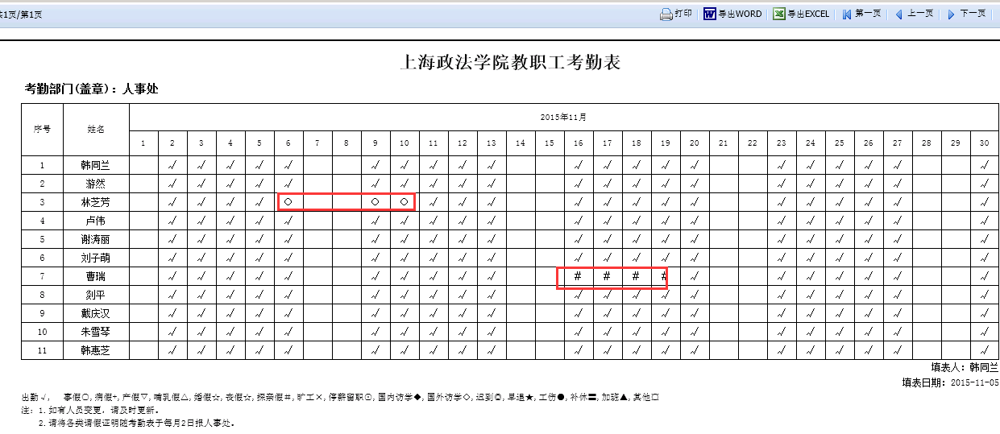 共1页/第1页 打印 导出WORD 导出EXCEL 第一页 上一页 下一页
上海政法学院教职工考勤表
考勤部门(盖章)：人事处
序号 姓名 2015年11月
1 2 3 4 5 6 7 8 9 10 11 12 13 14 15 16 17 18 19 20 21 22 23 24 25 26 27 28 29 30
1 韩同兰 √ √ √ √ √ √ √ √ √ √ √ √ √ √ √ √ √ √ √ √ √
2 游然 √ √ √ √ √ √ √ √ √ √ √ √ √ √ √ √ √ √ √ √ √
3 林芝芳 √ √ √ √ ○ ○ ○ √ √ √ √ √ √ √ √ √ √ √ √ √ √
4 卢伟 √ √ √ √ √ √ √ √ √ √ √ √ √ √ √ √ √ √ √ √ √
5 谢涛丽 √ √ √ √ √ √ √ √ √ √ √ √ √ √ √ √ √ √ √ √ √
6 刘子萌 √ √ √ √ √ √ √ √ √ √ √ √ √ √ √ √ √ √ √ √ √
7 曹瑞 √ √ √ √ √ √ √ √ √ √ # # # # √ √ √ √ √ √ √
8 剡平 √ √ √ √ √ √ √ √ √ √ √ √ √ √ √ √ √ √ √ √ √
9 戴庆汉 √ √ √ √ √ √ √ √ √ √ √ √ √ √ √ √ √ √ √ √ √
10 朱雪琴 √ √ √ √ √ √ √ √ √ √ √ √ √ √ √ √ √ √ √ √ √
11 韩惠芝 √ √ √ √ √ √ √ √ √ √ √ √ √ √ √ √ √ √ √ √ √
填表人：韩同兰
填表日期：2015-11-05
出勤√, 事假○,病假+,产假▽,哺乳假△,婚假☆,丧假☆,探亲假#,旷工×,停薪留职⊙,国内访学◆,国外访学◇,迟到◎,早退★,工伤●,补休〓,加班▲,其他¤
注：1.如有人员变更，请及时更新。
2.请将各类请假证明随考勤表于每月2日报人事处。